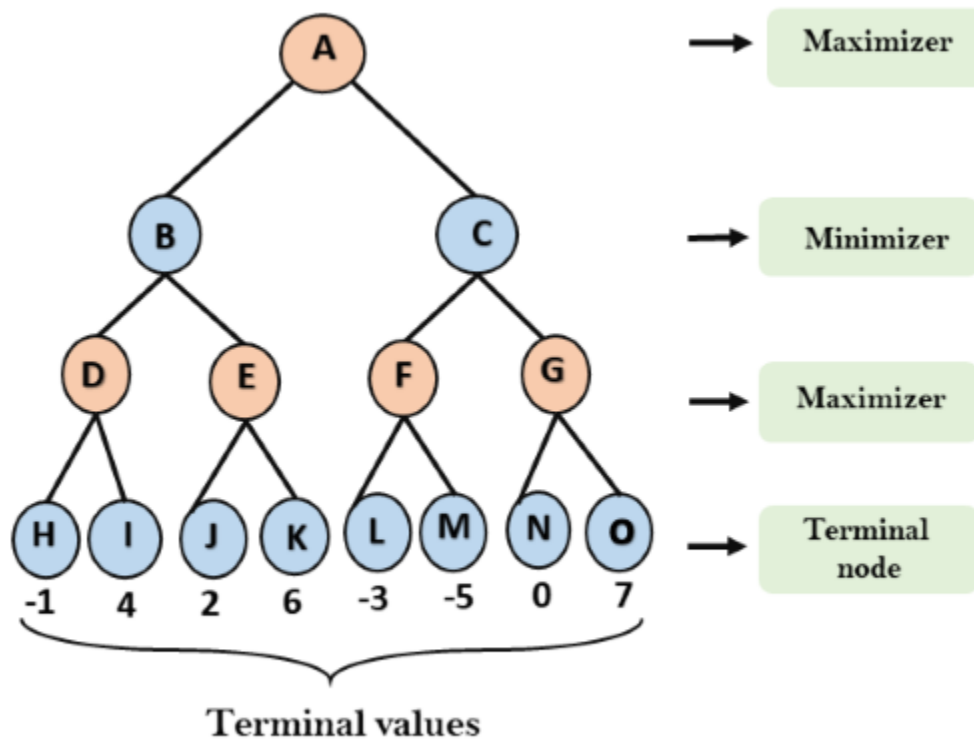 A
Maximizer
B
C
Minimizer
D
E
F
G
Maximizer
H
I
J
K
L
M
N
O
Terminal
node
-1
4
2
6
-3
-5
0
7
Terminal values